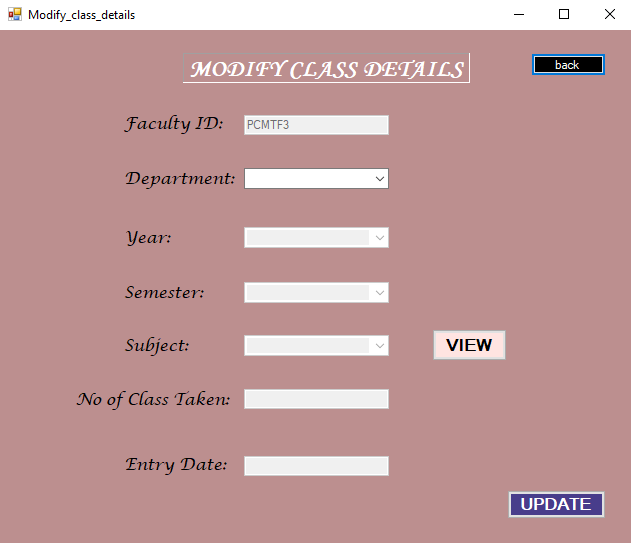 Modify_class_details
MODIFY CLASS DETAILS
back
Faculty ID: PCMTF3
Department:
Year:
Semester:
Subject:
VIEW
No of Class Taken:
Entry Date:
UPDATE